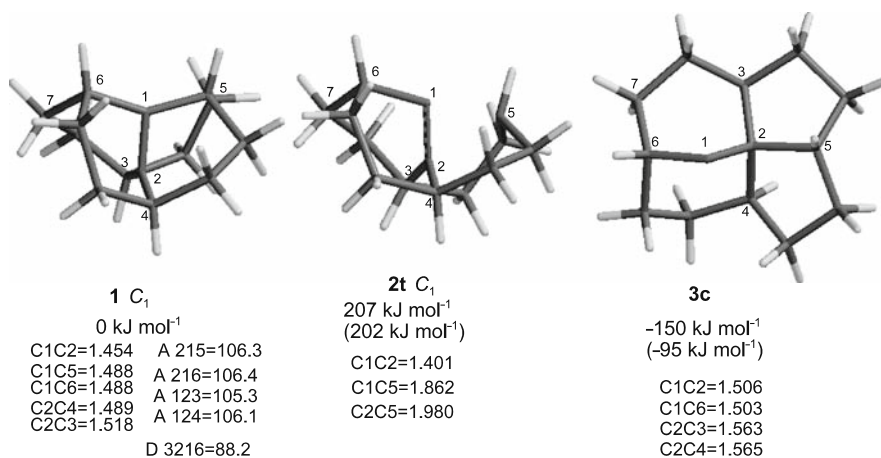 6
1
5
7
3
2
4
6
1
7
5
3
2
4
3
7
6
1
2
5
4
1 C₁
0 kJ mol⁻¹
C1C2=1.454 A 215=106.3
C1C5=1.488
C1C6=1.488 A 216=106.4
C2C4=1.489 A 123=105.3
C2C3=1.518 A 124=106.1
D 3216=88.2
2t C₁
207 kJ mol⁻¹
(202 kJ mol⁻¹)
C1C2=1.401
C1C5=1.862
C2C5=1.980
3c
–150 kJ mol⁻¹
(–95 kJ mol⁻¹)
C1C2=1.506
C1C6=1.503
C2C3=1.563
C2C4=1.565